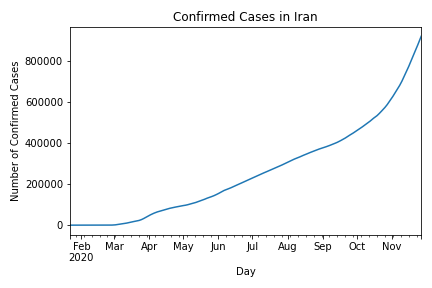 Confirmed Cases in Iran
Number of Confirmed Cases
800000
600000
400000
200000
0
Feb Mar Apr May Jun Jul Aug Sep Oct Nov
2020
Day